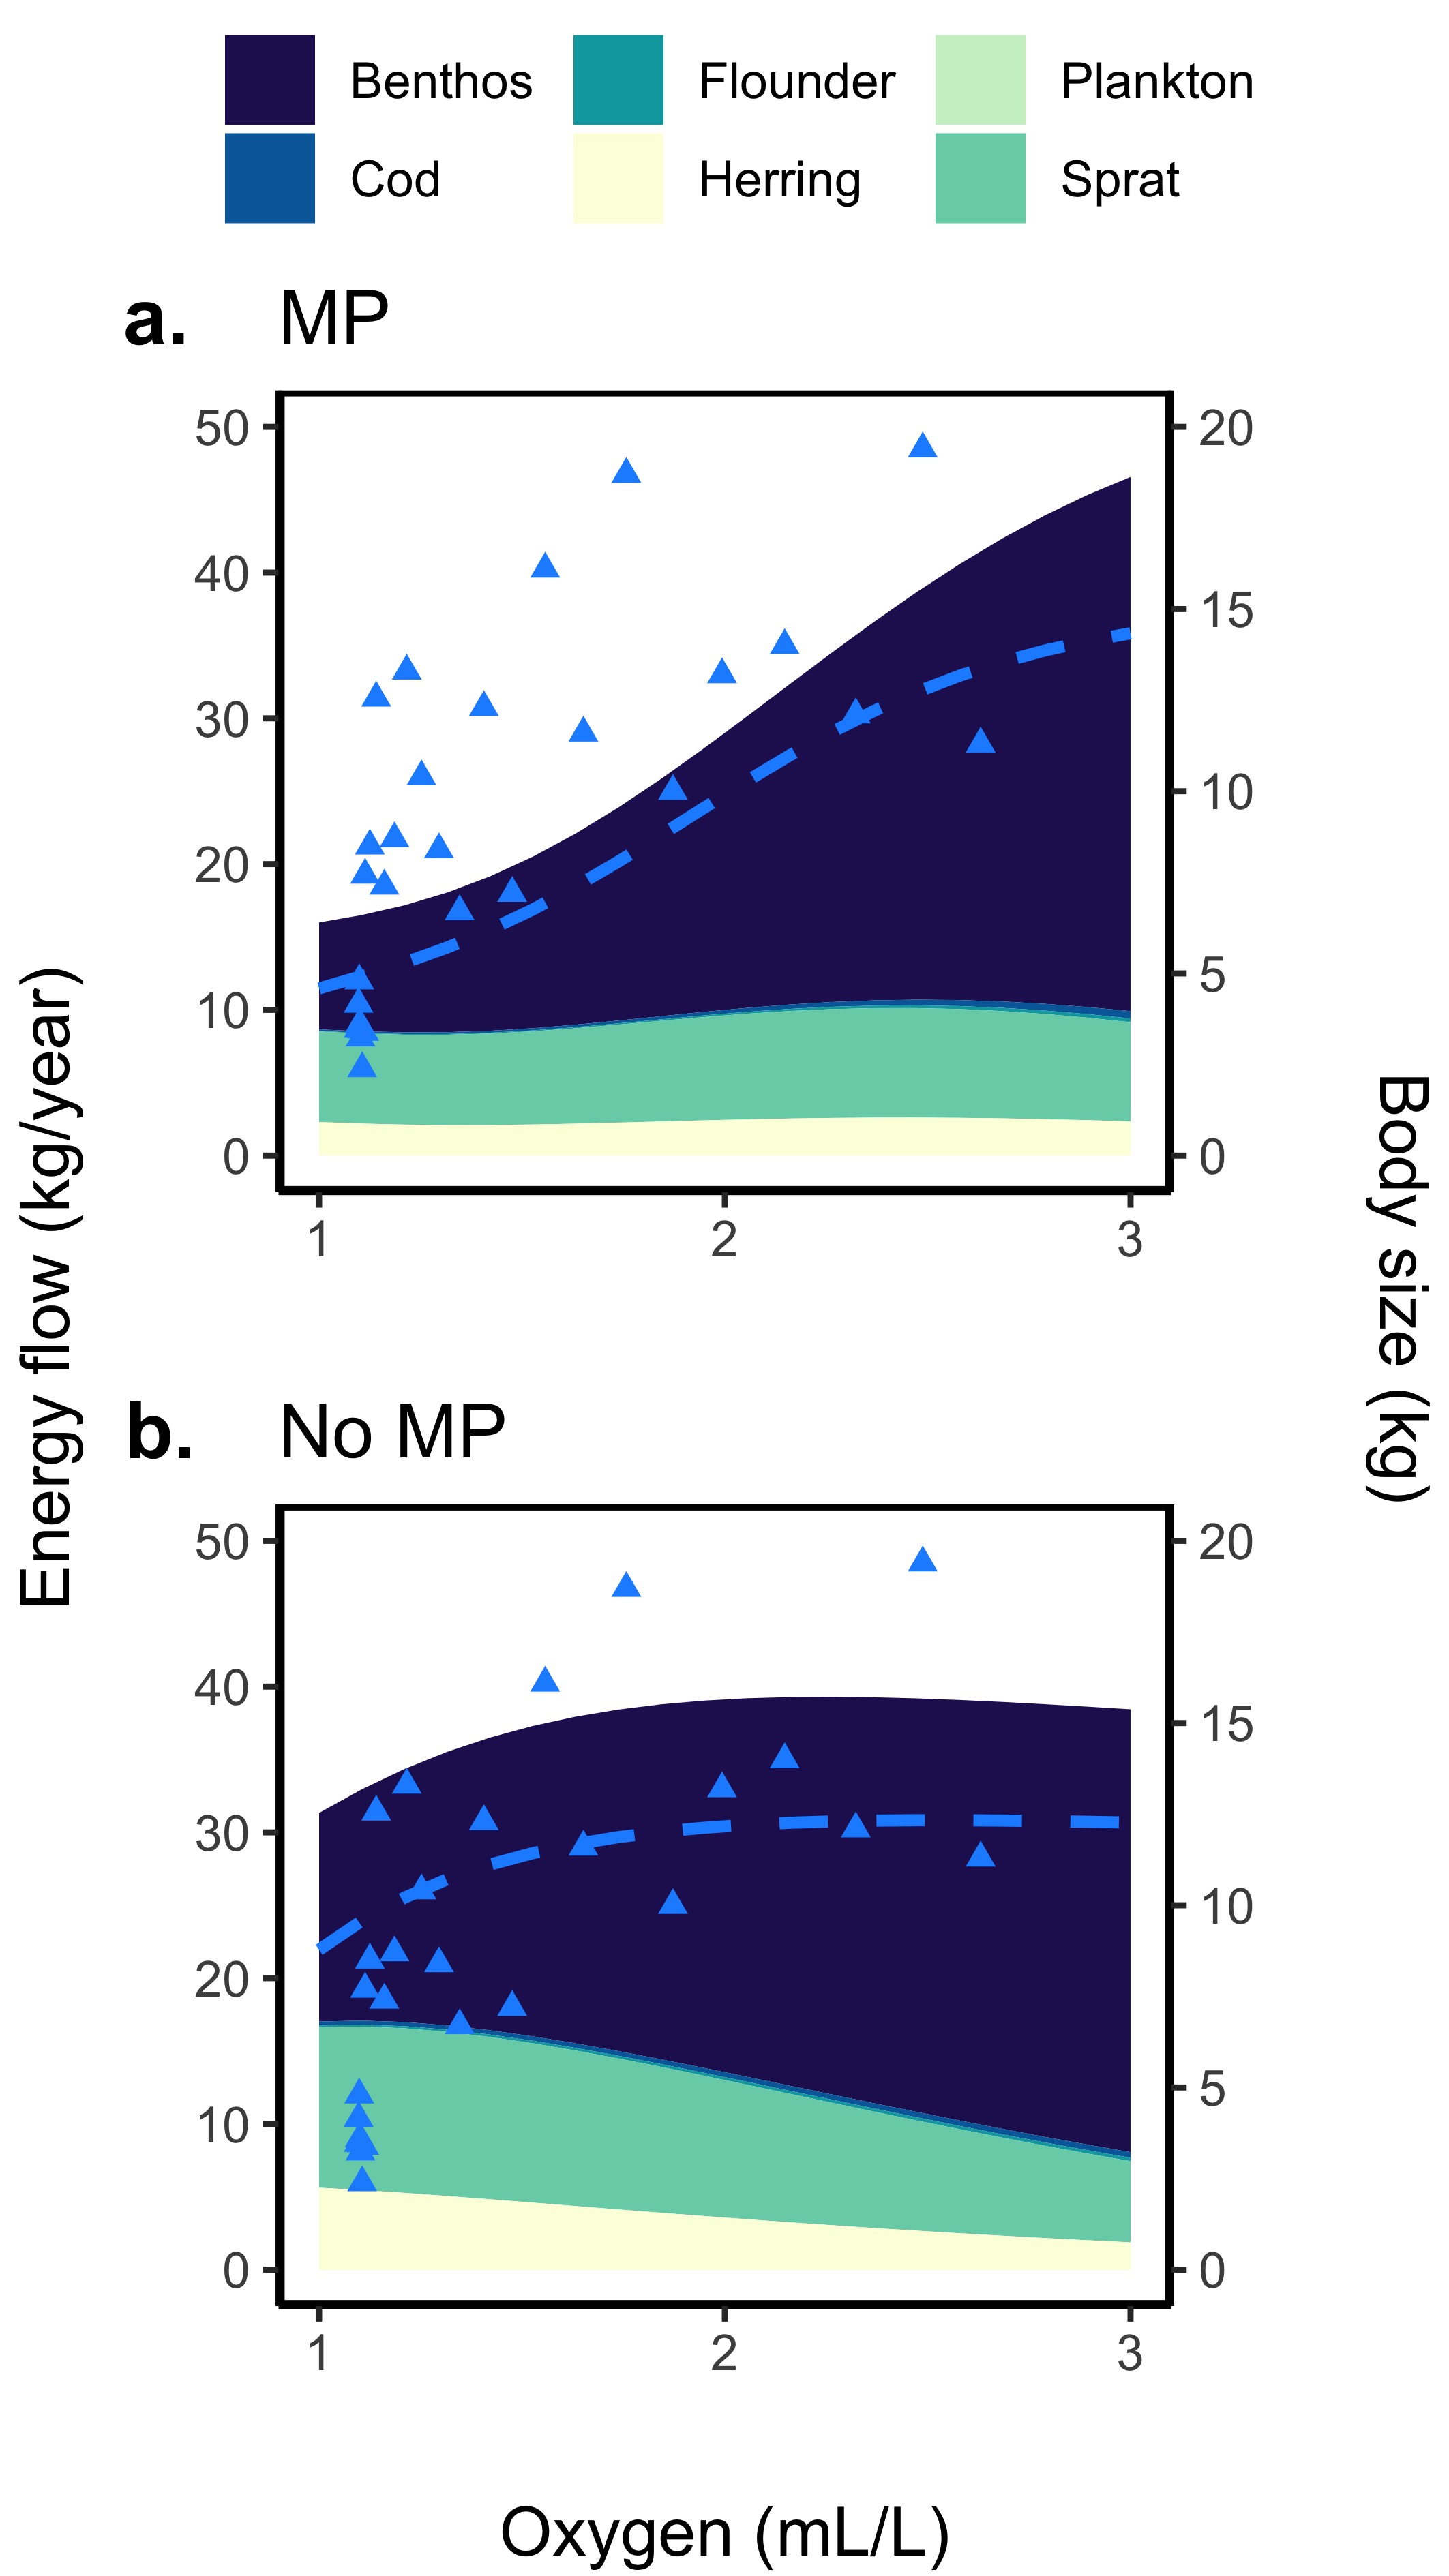 Benthos Flounder Plankton
Cod Herring Sprat
a. MP
50 20
40
15
30
10
20
5
10
0 0
1 2 3
Energy flow (kg/year)
Body size (kg)
b. No MP
50 20
40
15
30
10
20
5
10
0 0
1 2 3
Oxygen (mL/L)